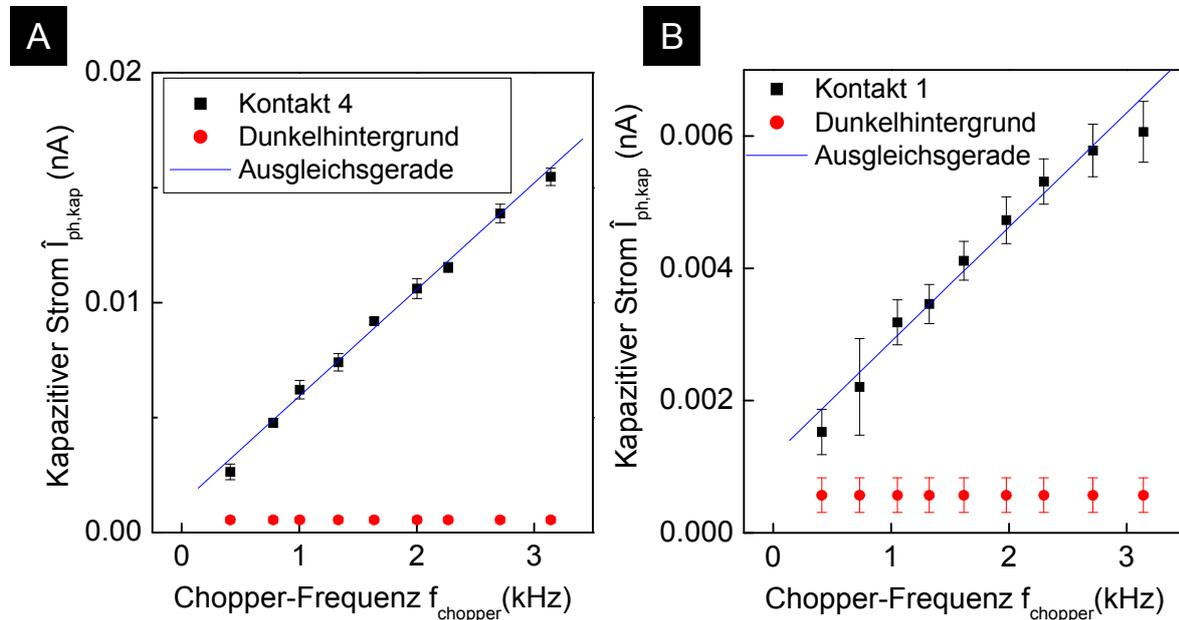 A
Kapazitiver Strom Î_ph,kap (nA)
0.02
0.01
0.00
Kontakt 4
Dunkelhintergrund
Ausgleichsgerade
0 1 2 3
Chopper-Frequenz f_chopper(kHz)
B
Kapazitiver Strom Î_ph,kap (nA)
0.006
0.004
0.002
0.000
Kontakt 1
Dunkelhintergrund
Ausgleichsgerade
0 1 2 3
Chopper-Frequenz f_chopper(kHz)